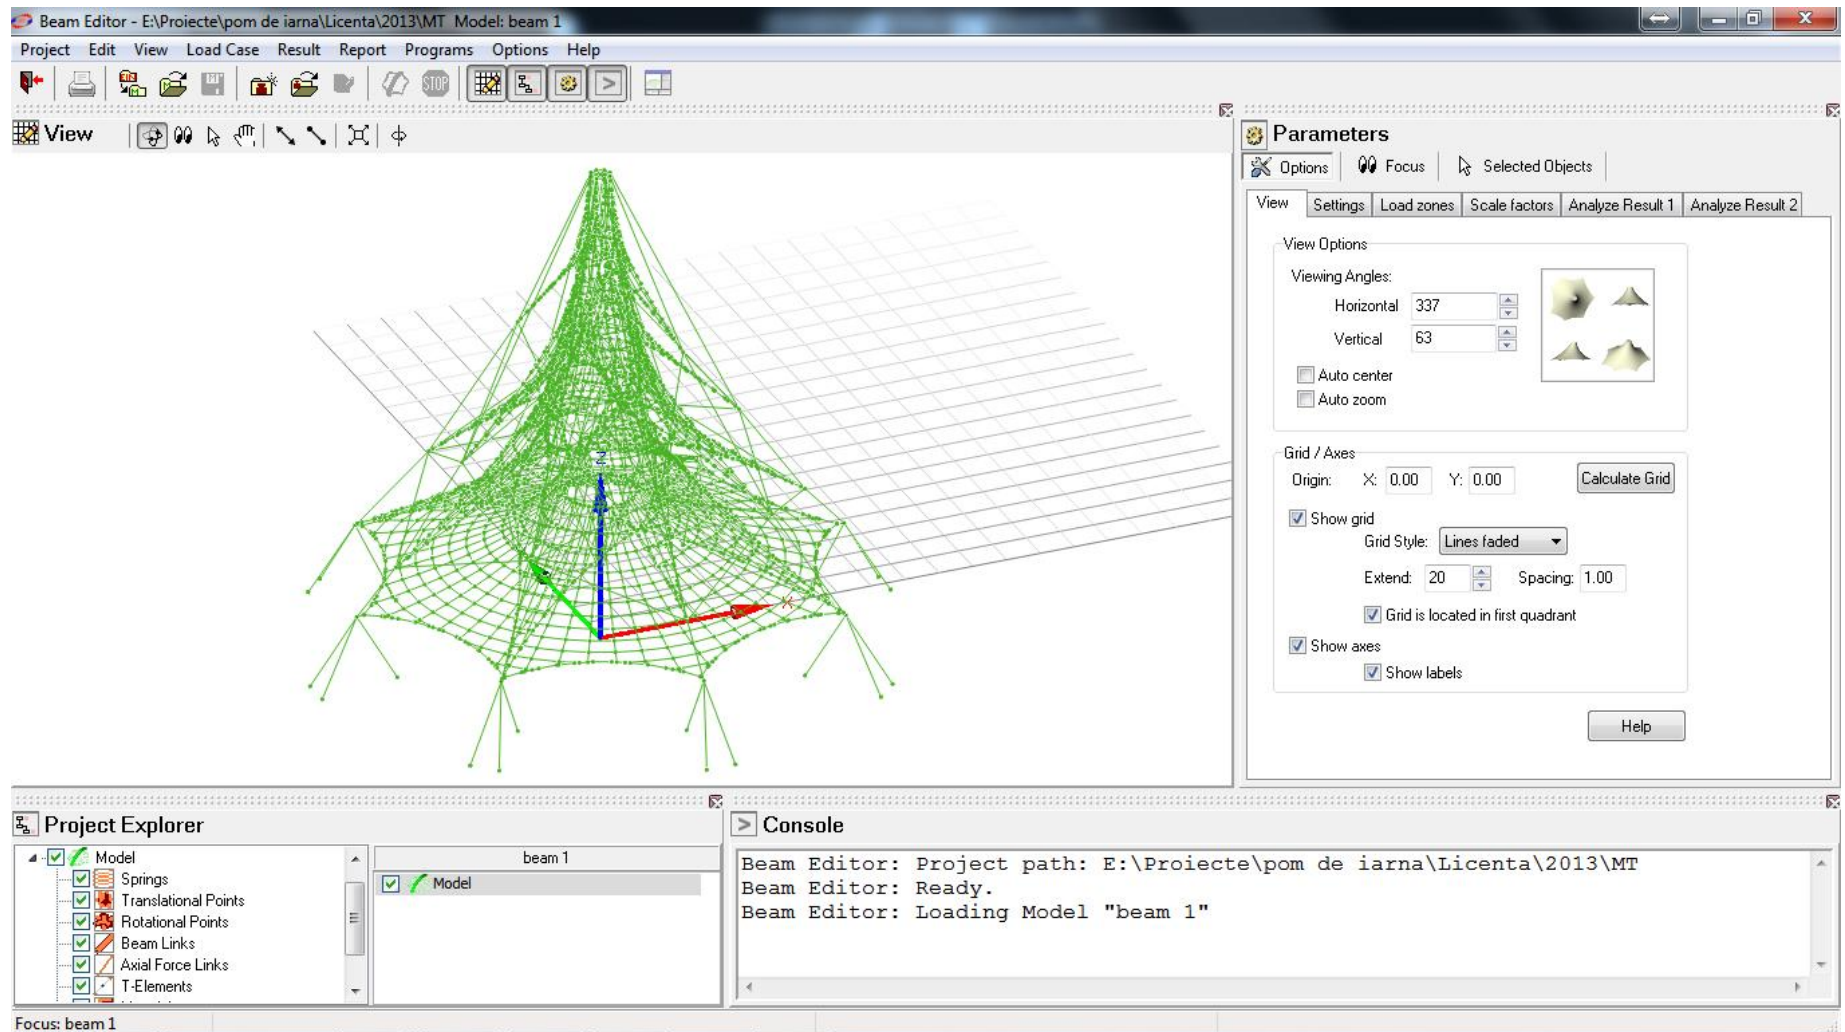 Beam Editor - E:\Proiecte\pom de iarna\Licenta\2013\MT Model: beam 1
Project Edit View Load Case Result Report Programs Options Help
STOP
View
Z
X
Parameters
Options Focus Selected Objects
View Settings Load zones Scale factors Analyze Result 1 Analyze Result 2
View Options
Viewing Angles:
Horizontal 337
Vertical 63
Auto center
Auto zoom
Grid / Axes
Origin: X: 0.00 Y: 0.00 Calculate Grid
Show grid
Grid Style: Lines faded
Extend: 20 Spacing: 1.00
Grid is located in first quadrant
Show axes
Show labels
Help
Project Explorer
Model
Springs
Translational Points
Rotational Points
Beam Links
Axial Force Links
T-Elements
beam 1
Model
Console
Beam Editor: Project path: E:\Proiecte\pom de iarna\Licenta\2013\MT
Beam Editor: Ready.
Beam Editor: Loading Model "beam 1"
Focus: beam 1